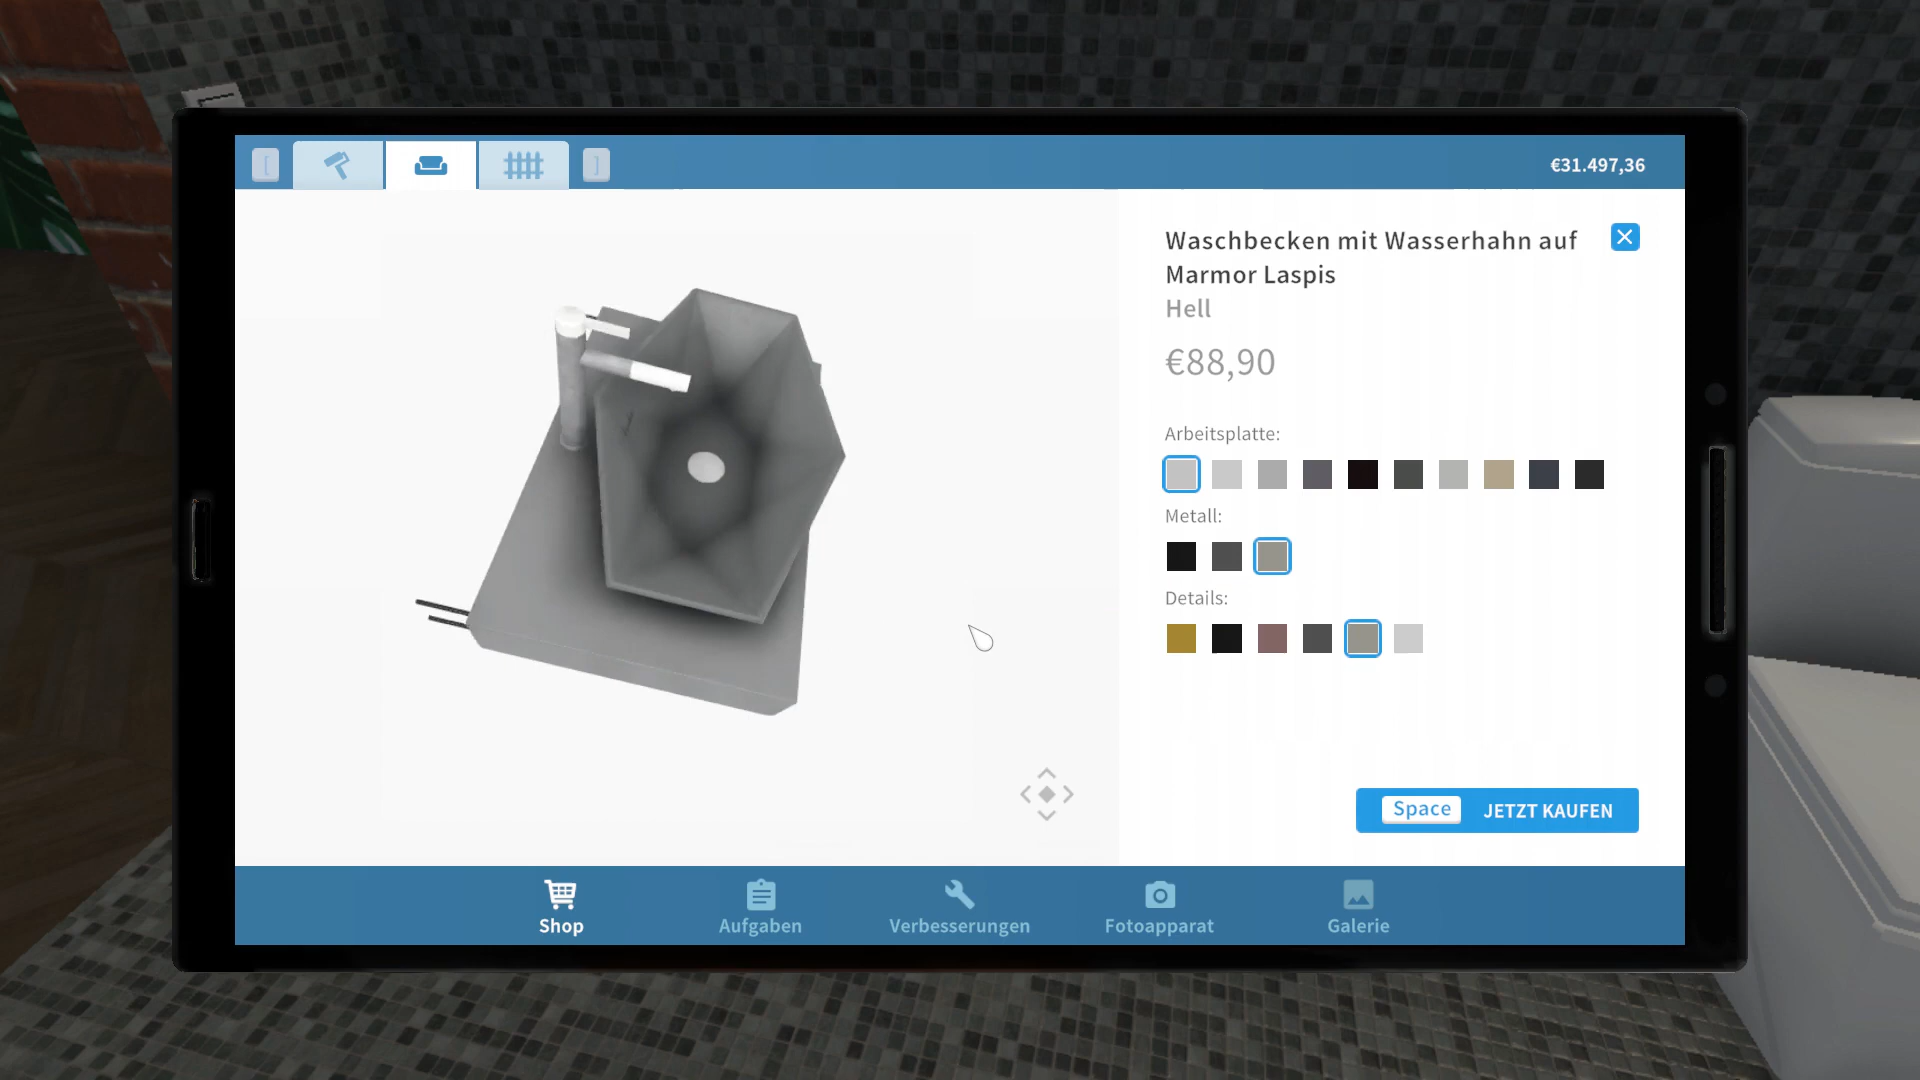 [
]
€31.497,36
Waschbecken mit Wasserhahn auf
Marmor Laspis
Hell
€88,90
Arbeitsplatte:
Metall:
Details:
Space JETZT KAUFEN
Shop
Aufgaben
Verbesserungen
Fotoapparat
Galerie